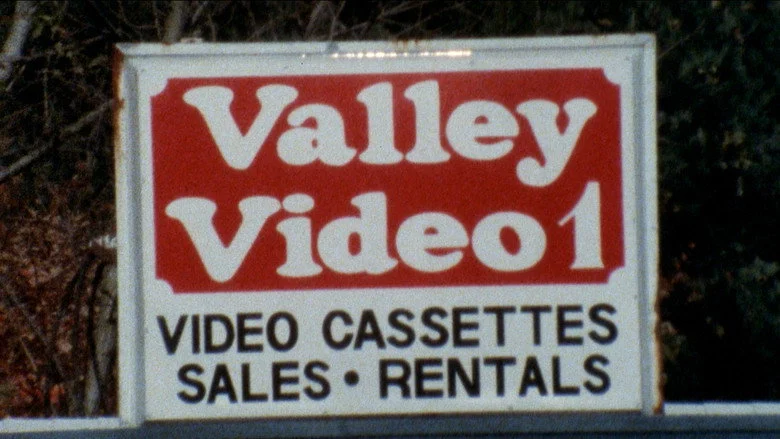 Valley
Video 1
VIDEO CASSETTES
SALES • RENTALS